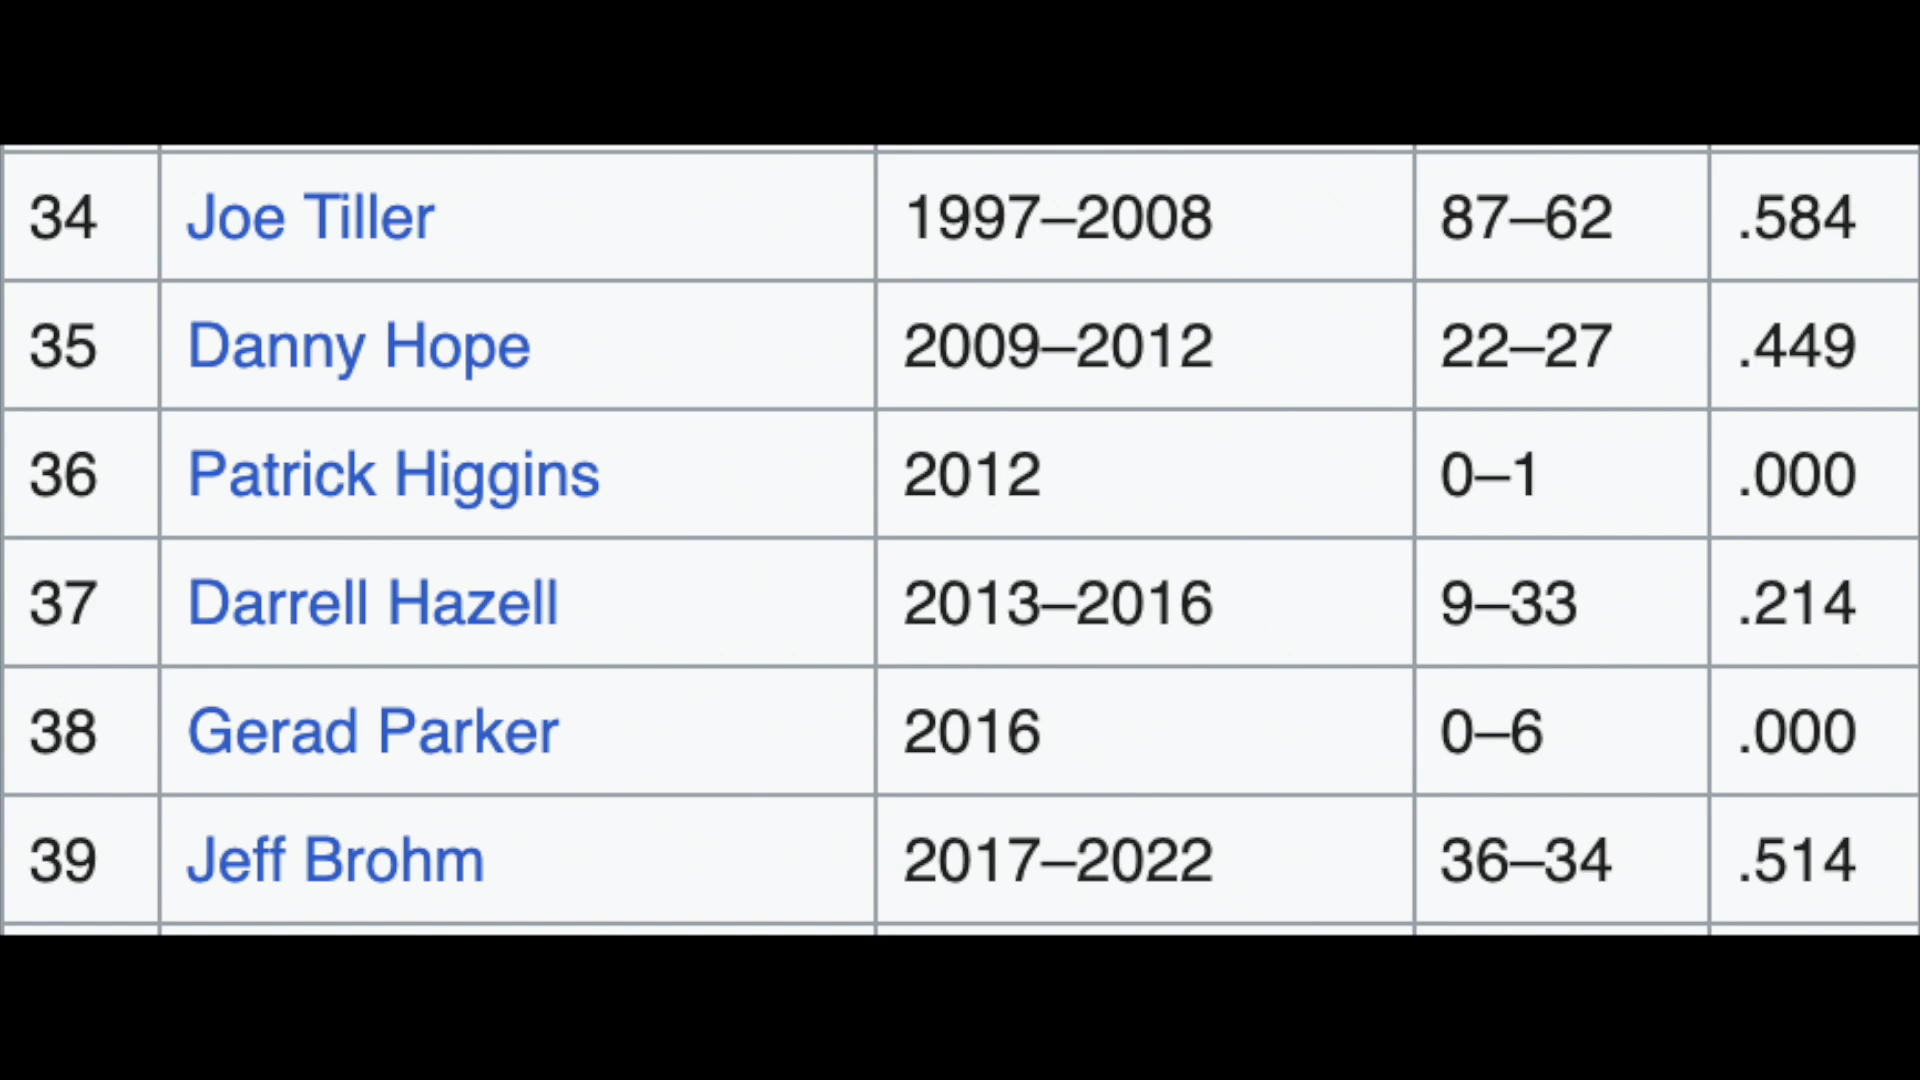 34 Joe Tiller 1997–2008 87–62 .584
35 Danny Hope 2009–2012 22–27 .449
36 Patrick Higgins 2012 0–1 .000
37 Darrell Hazell 2013–2016 9–33 .214
38 Gerad Parker 2016 0–6 .000
39 Jeff Brohm 2017–2022 36–34 .514